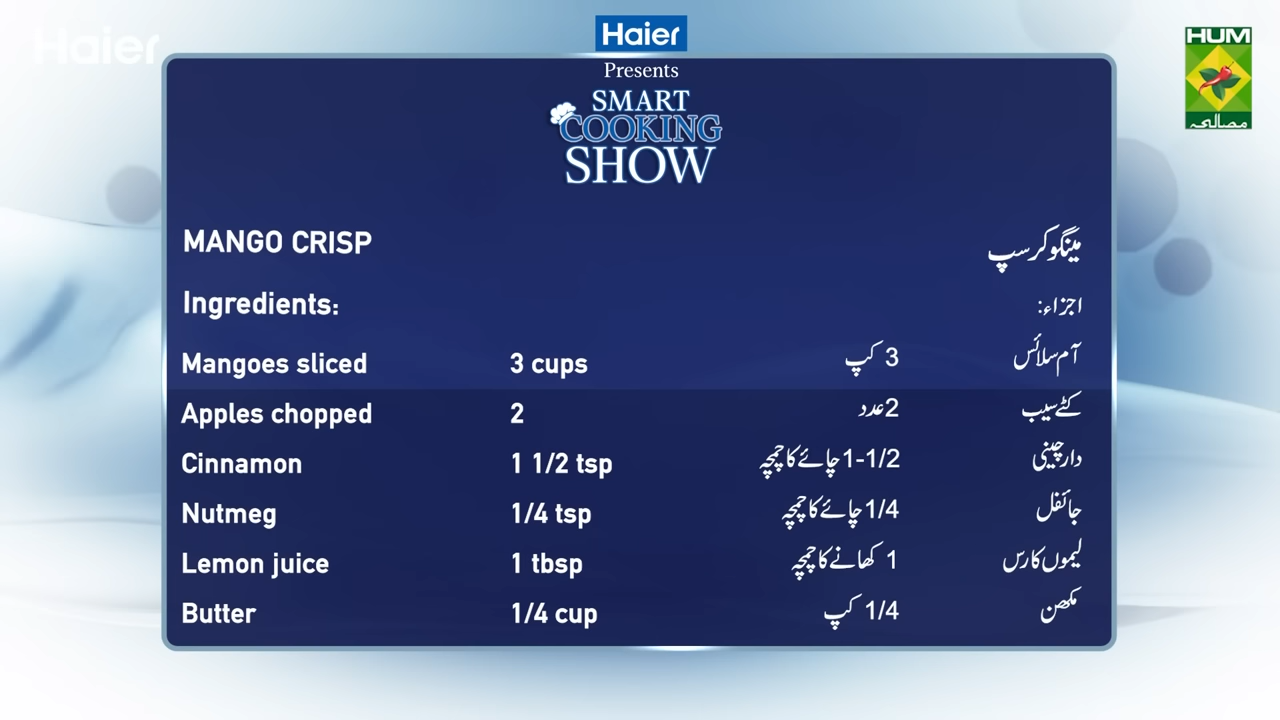 Haier
Haier
HUM
مصالحہ
Presents
SMART
COOKING
SHOW
MANGO CRISP مینگو کرسپ
Ingredients: اجزاء:
Mangoes sliced 3 cups 3 کپ آم سلائس
Apples chopped 2 2 عدد کٹے سیب
Cinnamon 1 1/2 tsp 1-1/2 چائے کا چمچہ دارچینی
Nutmeg 1/4 tsp 1/4 چائے کا چمچہ جائفل
Lemon juice 1 tbsp 1 کھانے کا چمچہ لیموں کا رس
Butter 1/4 cup 1/4 کپ مکھن